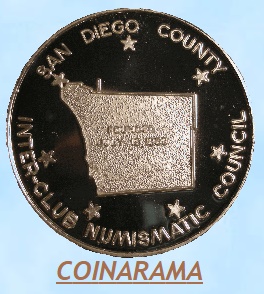 SAN DIEGO COUNTY
INTER-CLUB NUMISMATIC COUNCIL
COINARAMA